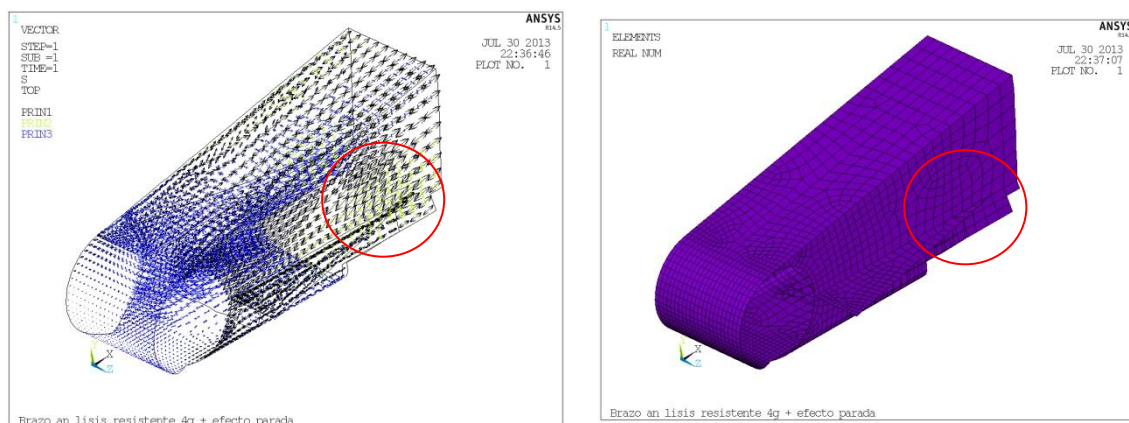 1
ANSYS
R14.5
VECTOR
STEP=1
SUB =1
TIME=1
S
TOP
PRIN1
PRIN2
PRIN3
JUL 30 2013
22:36:46
PLOT NO. 1
Y
X
Z
Brazo an lisis resistente 4g + efecto parada
1
ANSYS
ELEMENTS
REAL NUM
JUL 30 2013
22:37:07
PLOT NO. 1
X
Z
Brazo an lisis resistente 4g + efecto parada